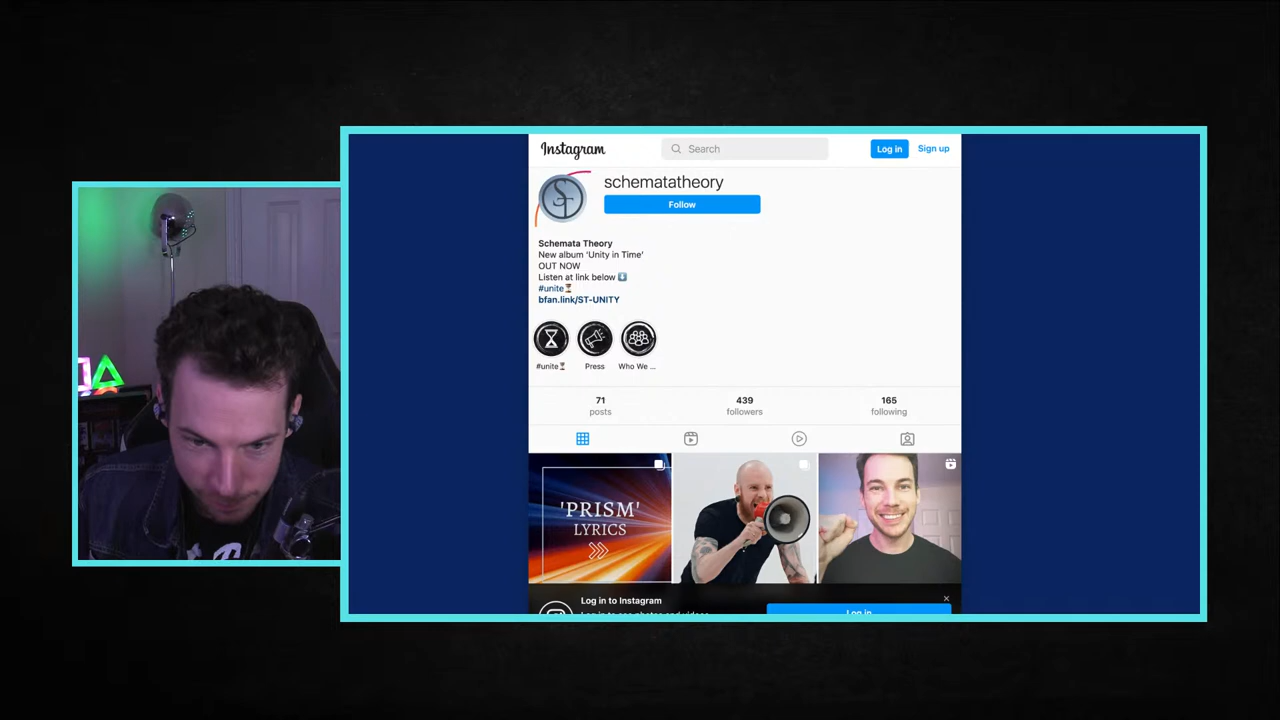 Instagram
Search
Log in
Sign up
schematatheory
Follow
Schemata Theory
New album 'Unity in Time'
OUT NOW
Listen at link below ⬇️
#unite⏳
bfan.link/ST-UNITY
#unite⏳
Press
Who We ...
71
posts
439
followers
165
following
'PRISM'
LYRICS
Log in to Instagram
Log in